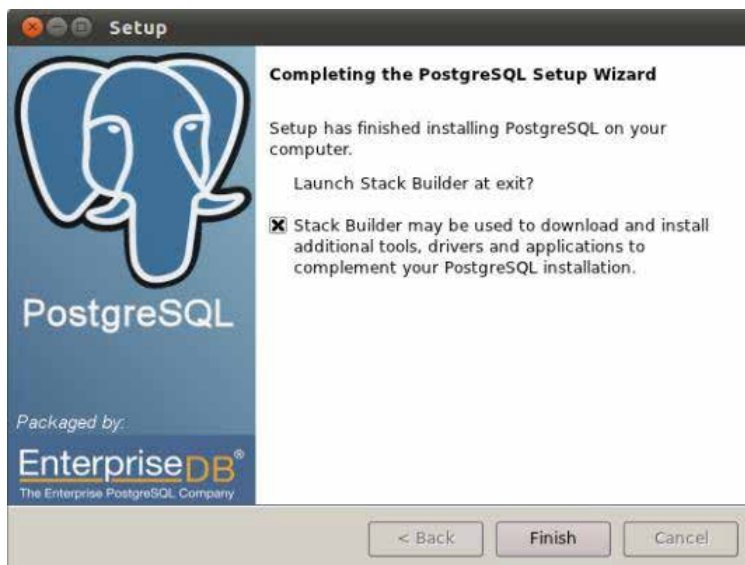 Setup
Completing the PostgreSQL Setup Wizard
Setup has finished installing PostgreSQL on your
computer.
Launch Stack Builder at exit?
Stack Builder may be used to download and install
additional tools, drivers and applications to
complement your PostgreSQL installation.
PostgreSQL
Packaged by:
EnterpriseDB®
The Enterprise PostgreSQL Company
< Back
Finish
Cancel